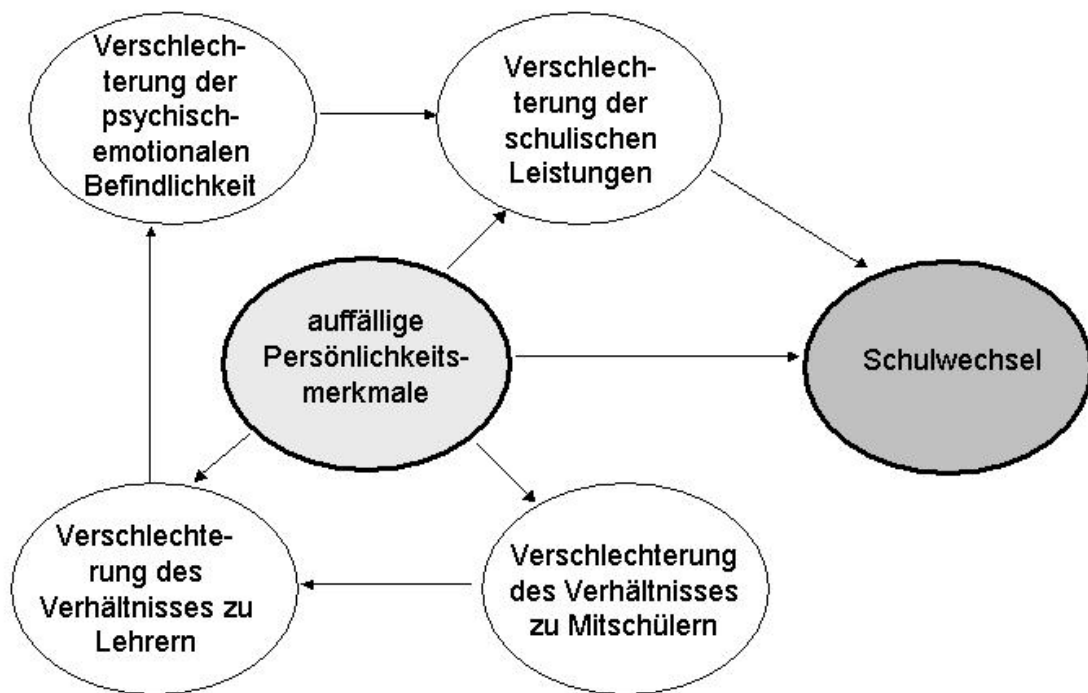 Verschlech-
terung der
psychisch-
emotionalen
Befindlichkeit
Verschlech-
terung der
schulischen
Leistungen
auffällige
Persönlichkeits-
merkmale
Schulwechsel
Verschlechte-
rung des
Verhältnisses zu
Lehrern
Verschlechterung
des Verhältnisses
zu Mitschülern